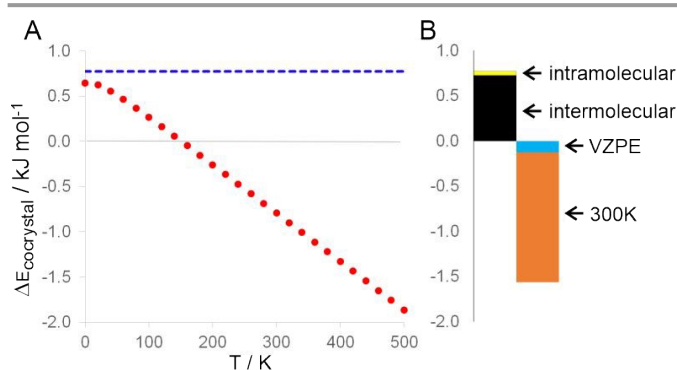 A
B
ΔEcocrystal / kJ mol-1
1.0
0.5
0.0
-0.5
-1.0
-1.5
-2.0
0
100
200
300
400
500
T / K
1.0
0.5
0.0
-0.5
-1.0
-1.5
-2.0
intramolecular
intermolecular
VZPE
300K